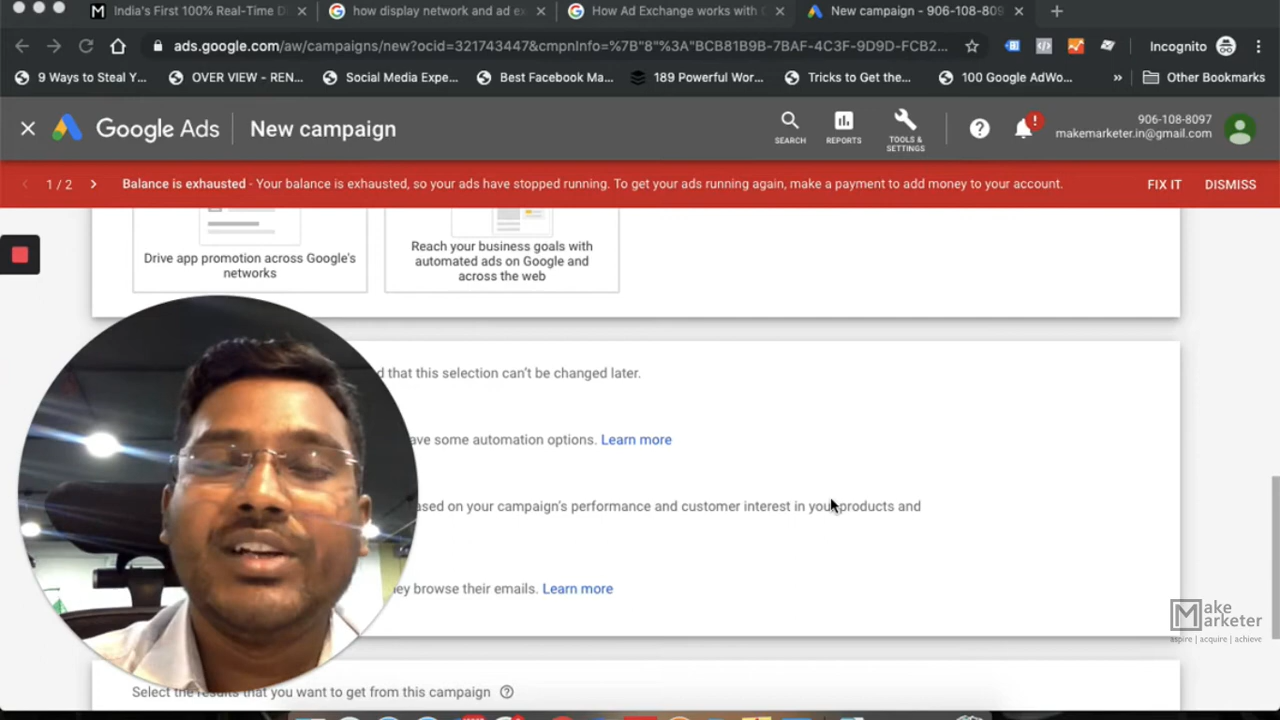 India's First 100% Real-Time D
how display network and ad ex
How Ad Exchange works with G
New campaign - 906-108-809
ads.google.com/aw/campaigns/new?ocid=321743447&cmpnInfo=%7B"8"%3A"BCB81B9B-7BAF-4C3F-9D9D-FCB2...
Incognito
9 Ways to Steal Y...
OVER VIEW - REN...
Social Media Expe...
Best Facebook Ma...
189 Powerful Wor...
Tricks to Get the...
100 Google AdWo...
»
Other Bookmarks
Google Ads
New campaign
SEARCH
REPORTS
TOOLS &
SETTINGS
906-108-8097
makemarketer.in@gmail.com
1 / 2
Balance is exhausted - Your balance is exhausted, so your ads have stopped running. To get your ads running again, make a payment to add money to your account.
FIX IT
DISMISS
Drive app promotion across Google's
networks
Reach your business goals with
automated ads on Google and
across the web
d that this selection can't be changed later.
ave some automation options. Learn more
ased on your campaign's performance and customer interest in your products and
hey browse their emails. Learn more
Make
Marketer
aspire | acquire | achieve
Select the results that you want to get from this campaign